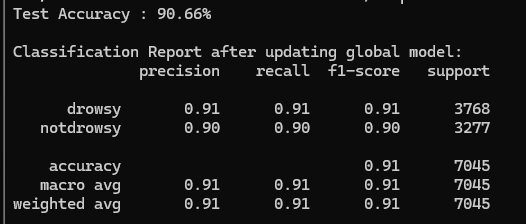 Test Accuracy : 90.66%
Classification Report after updating global model:
precision recall f1-score support
drowsy 0.91 0.91 0.91 3768
notdrowsy 0.90 0.90 0.90 3277
accuracy 0.91 7045
macro avg 0.91 0.91 0.91 7045
weighted avg 0.91 0.91 0.91 7045